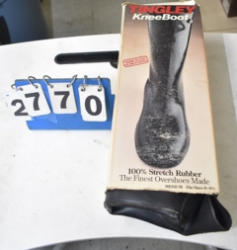 TINGLEY
KneeBoot
2770
100% Stretch Rubber
The Finest Overshoes Made